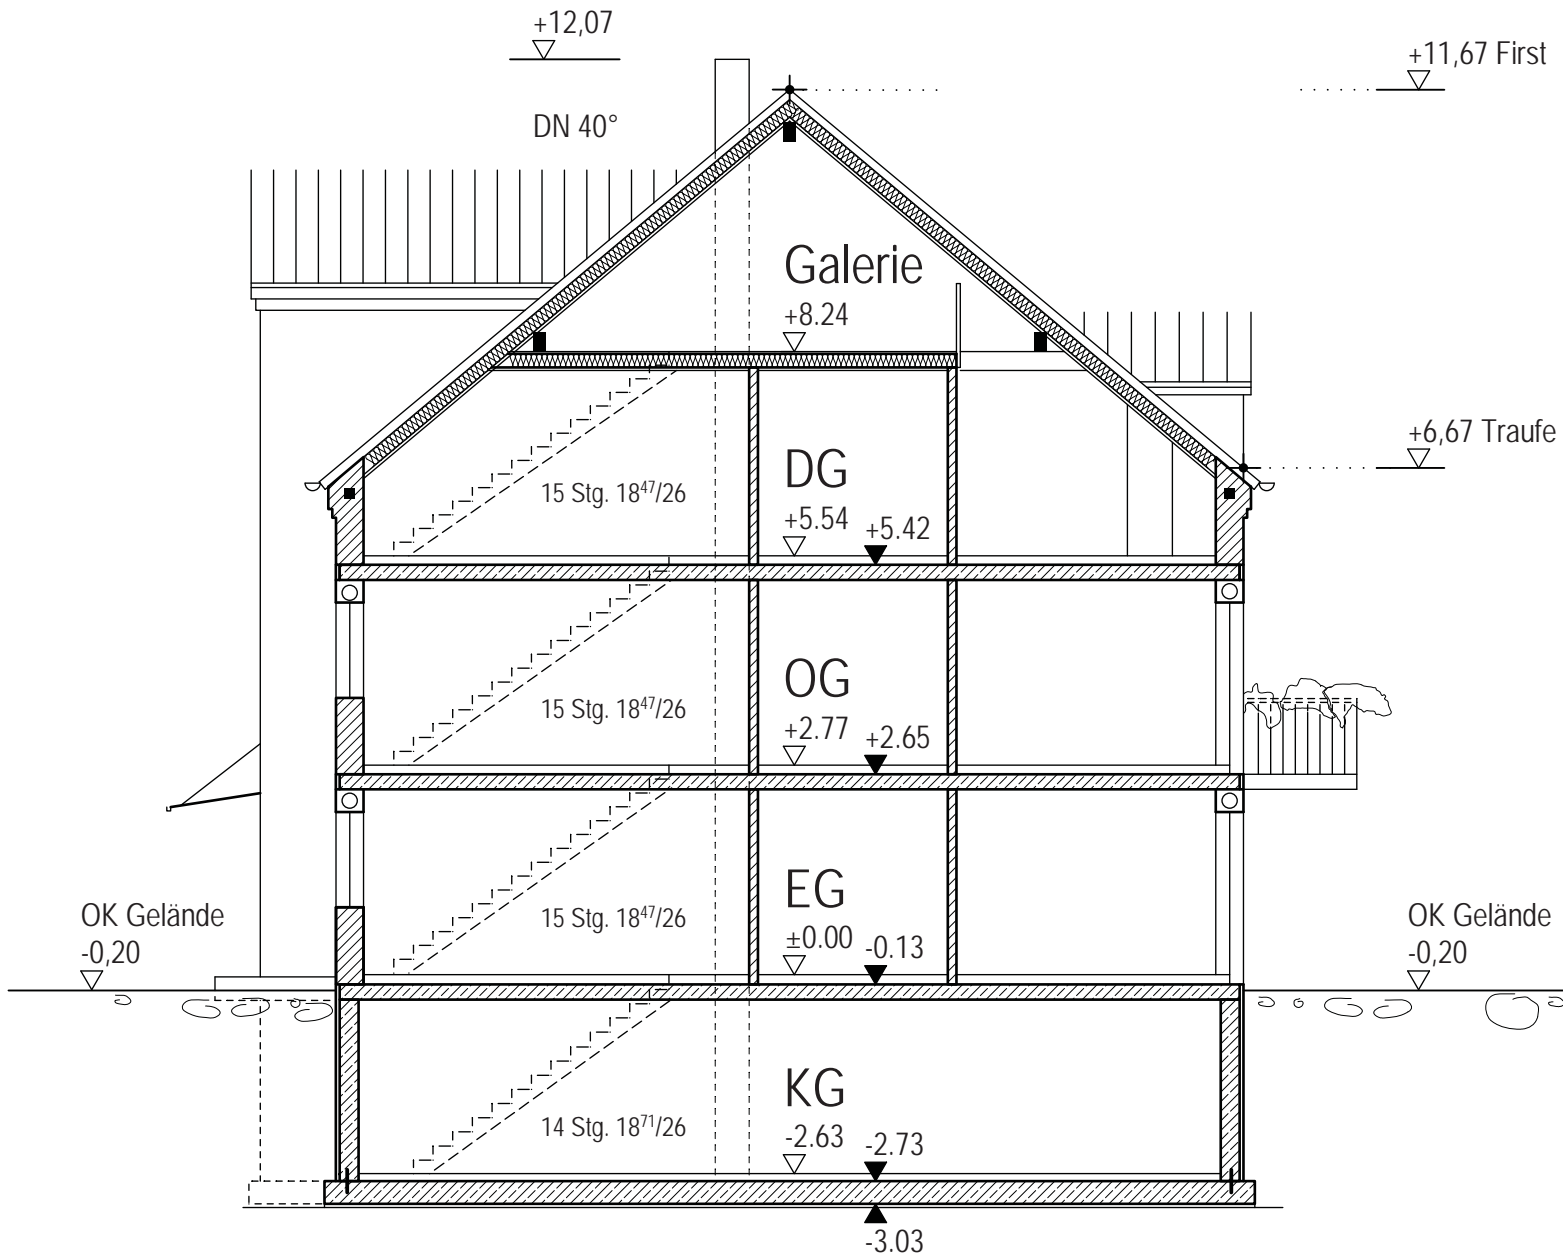 +12,07
+11,67 First
DN 40°
Galerie
+8.24
+6,67 Traufe
DG
15 Stg. 18⁴⁷/26
+5.54
+5.42
OG
15 Stg. 18⁴⁷/26
+2.77
+2.65
EG
OK Gelände
-0,20
15 Stg. 18⁴⁷/26
±0.00
-0.13
OK Gelände
-0,20
KG
14 Stg. 18⁷¹/26
-2.63
-2.73
-3.03